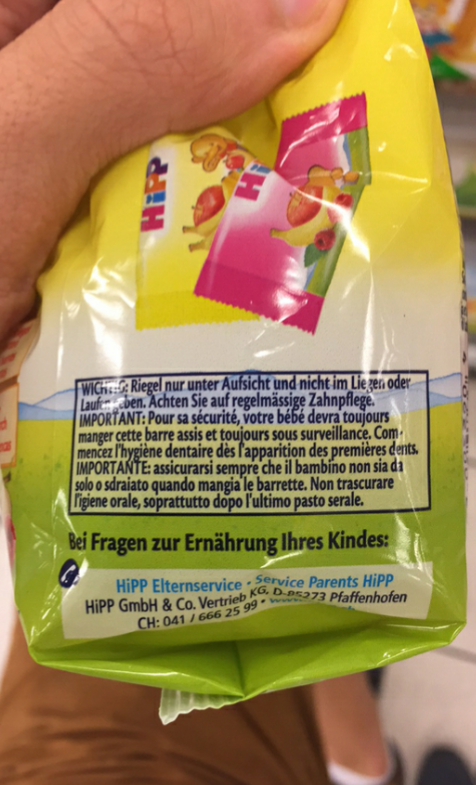 HiPP
Hi
WICHTIG: Riegel nur unter Aufsicht und nicht im Liegen oder
Laufen geben. Achten Sie auf regelmässige Zahnpflege.
IMPORTANT: Pour sa sécurité, votre bébé devra toujours
manger cette barre assis et toujours sous surveillance. Com-
mencez l'hygiène dentaire dès l'apparition des premières dents.
IMPORTANTE: assicurarsi sempre che il bambino non sia da
solo o sdraiato quando mangia le barrette. Non trascurare
l'igiene orale, soprattutto dopo l'ultimo pasto serale.
Bei Fragen zur Ernährung Ihres Kindes:
HiPP Elternservice • Service Parents HiPP
HiPP GmbH & Co. Vertrieb KG, D-85273 Pfaffenhofen
CH: 041 / 666 25 99 •